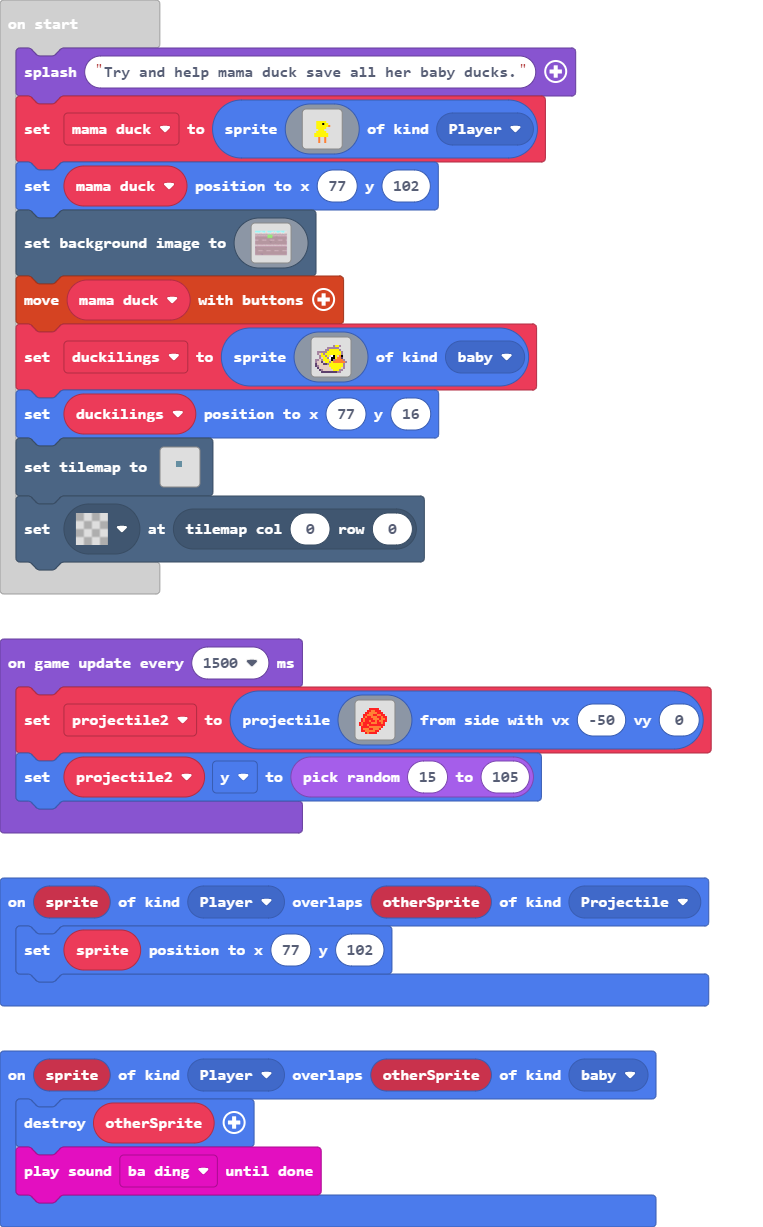 on start
splash "Try and help mama duck save all her baby ducks."
set mama duck to sprite of kind Player
set mama duck position to x 77 y 102
set background image to
move mama duck with buttons
set duckilings to sprite of kind baby
set duckilings position to x 77 y 16
set tilemap to
set at tilemap col 0 row 0
on game update every 1500 ms
set projectile2 to projectile from side with vx -50 vy 0
set projectile2 y to pick random 15 to 105
on sprite of kind Player overlaps otherSprite of kind Projectile
set sprite position to x 77 y 102
on sprite of kind Player overlaps otherSprite of kind baby
destroy otherSprite
play sound ba ding until done